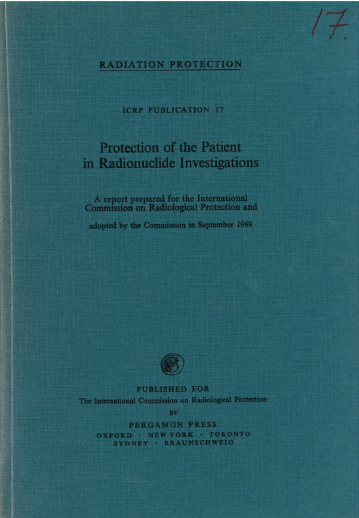 17.
RADIATION PROTECTION
ICRP PUBLICATION 17
Protection of the Patient
in Radionuclide Investigations
A report prepared for the International
Commission on Radiological Protection and
adopted by the Commission in September 1969
PUBLISHED FOR
The International Commission on Radiological Protection
BY
PERGAMON PRESS
OXFORD · NEW YORK · TORONTO
SYDNEY · BRAUNSCHWEIG